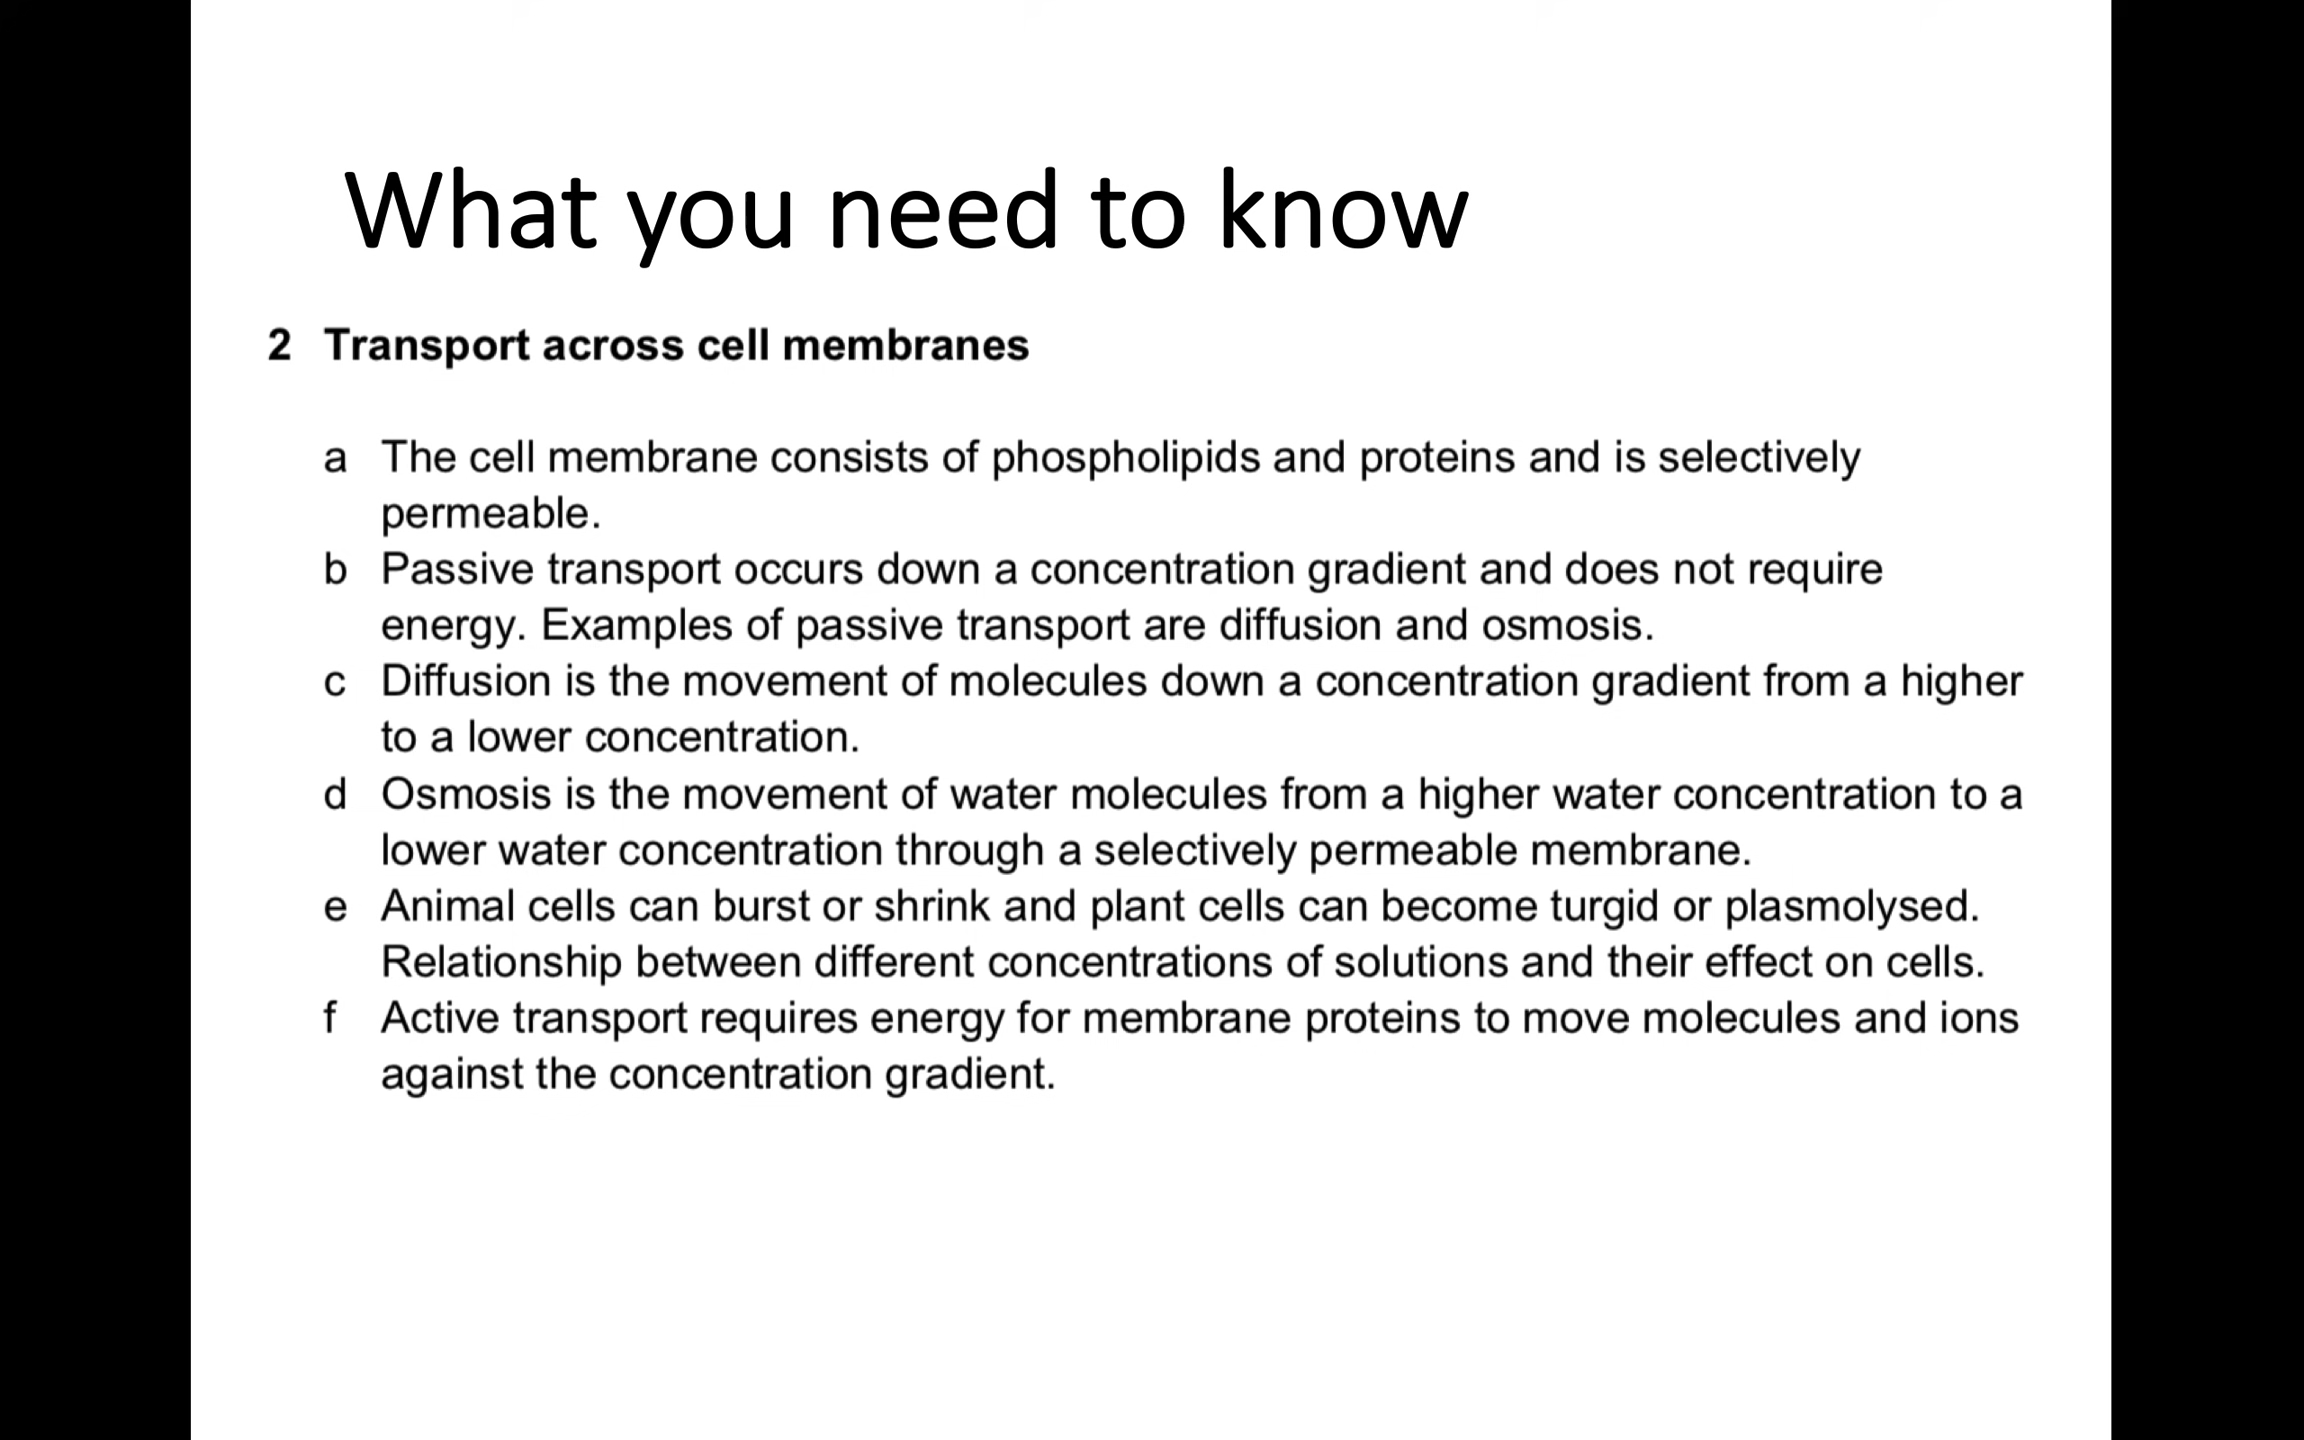 What you need to know
2 Transport across cell membranes
a The cell membrane consists of phospholipids and proteins and is selectively
permeable.
b Passive transport occurs down a concentration gradient and does not require
energy. Examples of passive transport are diffusion and osmosis.
c Diffusion is the movement of molecules down a concentration gradient from a higher
to a lower concentration.
d Osmosis is the movement of water molecules from a higher water concentration to a
lower water concentration through a selectively permeable membrane.
e Animal cells can burst or shrink and plant cells can become turgid or plasmolysed.
Relationship between different concentrations of solutions and their effect on cells.
f Active transport requires energy for membrane proteins to move molecules and ions
against the concentration gradient.